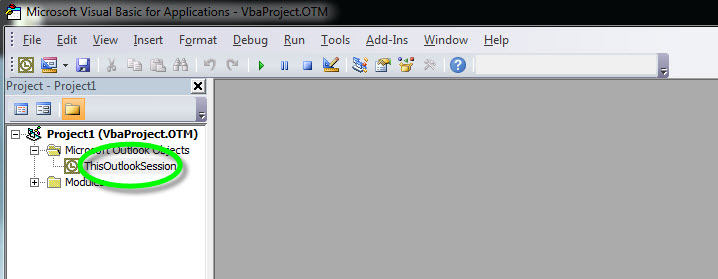 Microsoft Visual Basic for Applications - VbaProject.OTM
File Edit View Insert Format Debug Run Tools Add-Ins Window Help
Project - Project1
Project1 (VbaProject.OTM)
Microsoft Outlook Objects
ThisOutlookSession
Modules